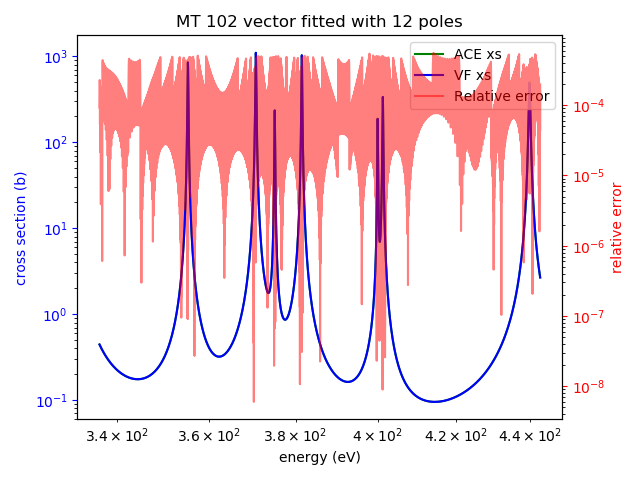 MT 102 vector fitted with 12 poles
ACE xs
VF xs
Relative error
cross section (b)
10³
10²
10¹
10⁰
10⁻¹
relative error
10⁻⁴
10⁻⁵
10⁻⁶
10⁻⁷
10⁻⁸
3.4 × 10² 3.6 × 10² 3.8 × 10² 4 × 10² 4.2 × 10² 4.4 × 10²
energy (eV)